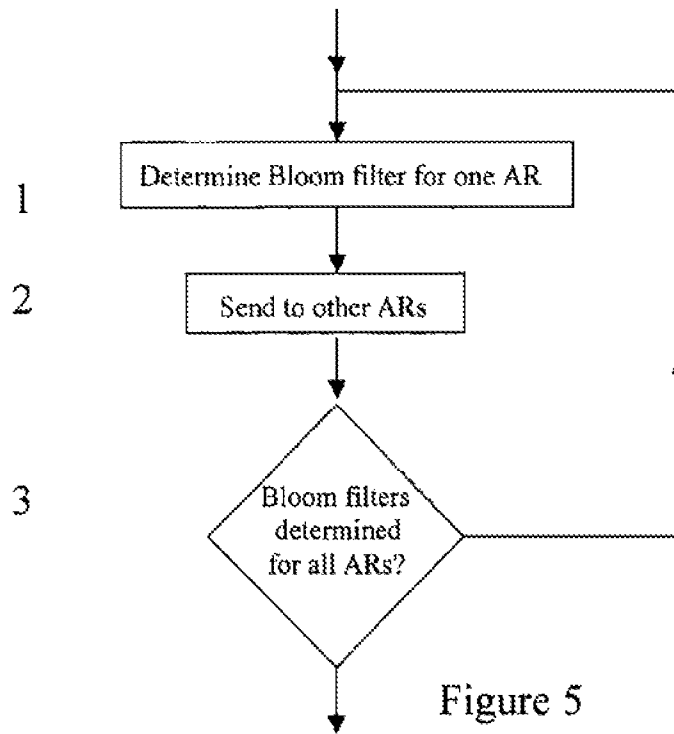 1
Determine Bloom filter for one AR
2
Send to other ARs
3
Bloom filters
determined
for all ARs?
Figure 5